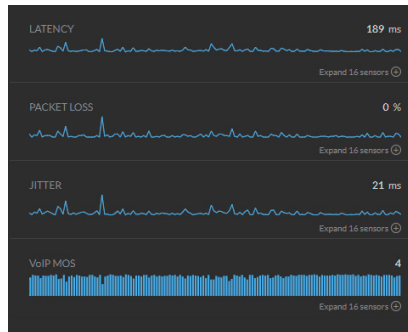 LATENCY 189 ms
Expand 16 sensors
PACKET LOSS 0 %
Expand 16 sensors
JITTER 21 ms
Expand 16 sensors
VoIP MOS 4
Expand 16 sensors